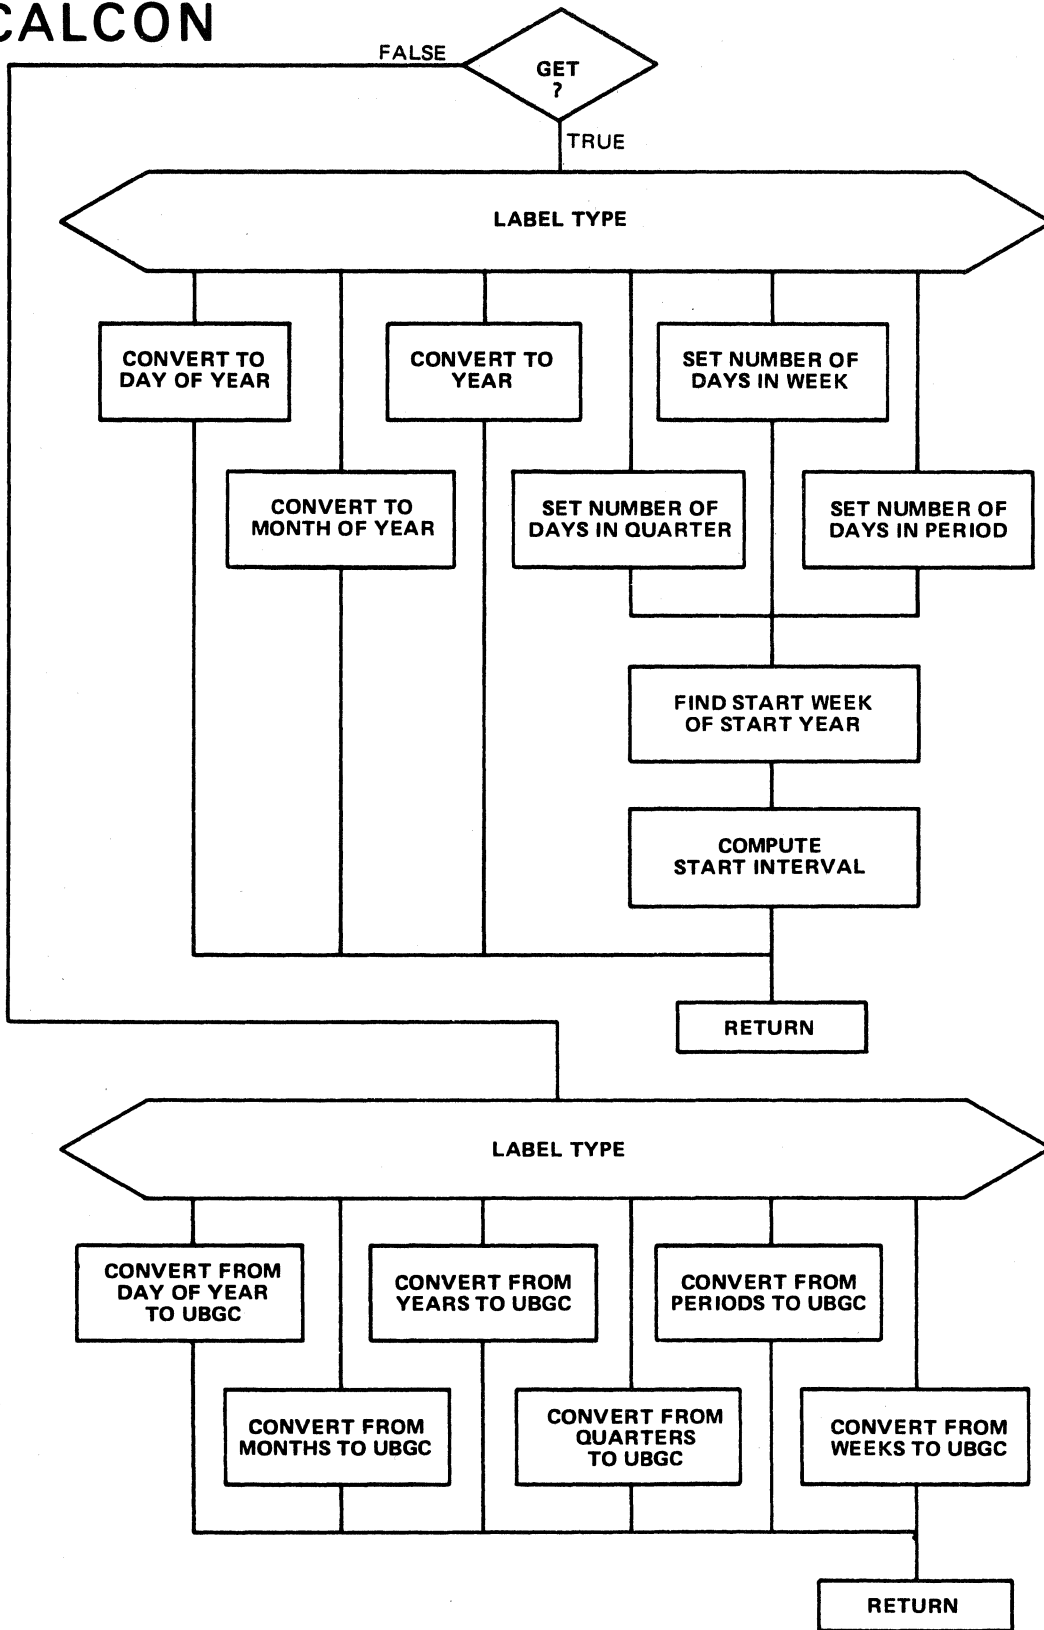 CALCON
FALSE
GET
?
TRUE
LABEL TYPE
CONVERT TO
DAY OF YEAR
CONVERT TO
YEAR
SET NUMBER OF
DAYS IN WEEK
CONVERT TO
MONTH OF YEAR
SET NUMBER OF
DAYS IN QUARTER
SET NUMBER OF
DAYS IN PERIOD
FIND START WEEK
OF START YEAR
COMPUTE
START INTERVAL
RETURN
LABEL TYPE
CONVERT FROM
DAY OF YEAR
TO UBGC
CONVERT FROM
YEARS TO UBGC
CONVERT FROM
PERIODS TO UBGC
CONVERT FROM
MONTHS TO UBGC
CONVERT FROM
QUARTERS
TO UBGC
CONVERT FROM
WEEKS TO UBGC
RETURN